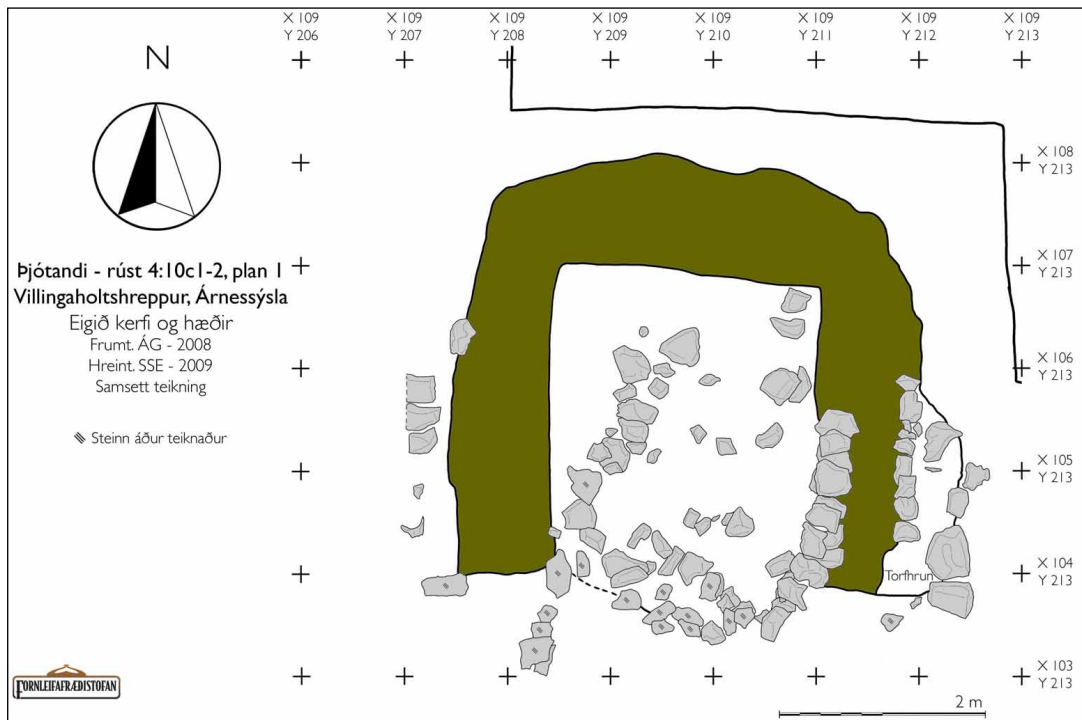 X 109 X 109 X 109 X 109 X 109 X 109 X 109 X 109
Y 206 Y 207 Y 208 Y 209 Y 210 Y 211 Y 212 Y 213
N
X 108
Y 213
Þjótandi - rúst 4:10c1-2, plan 1
Villingaholtshreppur, Árnessýsla
Eigið kerfi og hæðir
Frumt. ÁG - 2008
Hreint. SSE - 2009
Samsett teikning
Steinn áður teiknaður
X 107
Y 213
X 106
Y 213
X 105
Y 213
X 104
Y 213
Torfhrun
X 103
Y 213
FORNLEIFAFRÆÐISTOFAN
2 m